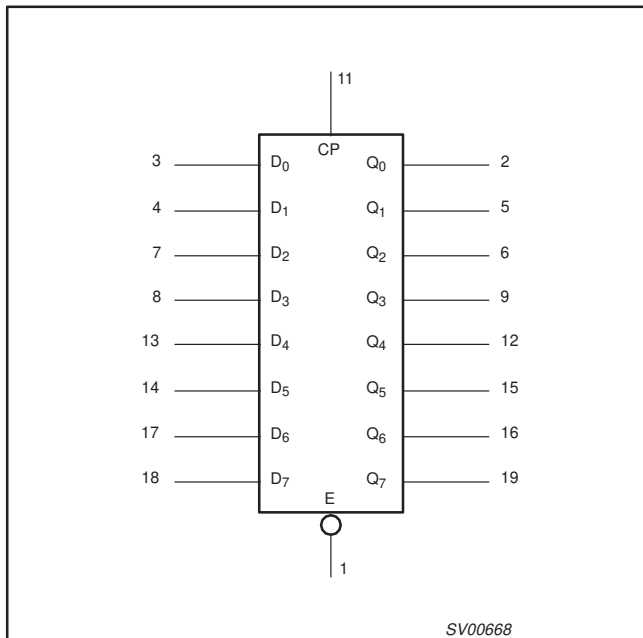 11
CP
3 D0 Q0 2
4 D1 Q1 5
7 D2 Q2 6
8 D3 Q3 9
13 D4 Q4 12
14 D5 Q5 15
17 D6 Q6 16
18 D7 Q7 19
E
1
SV00668